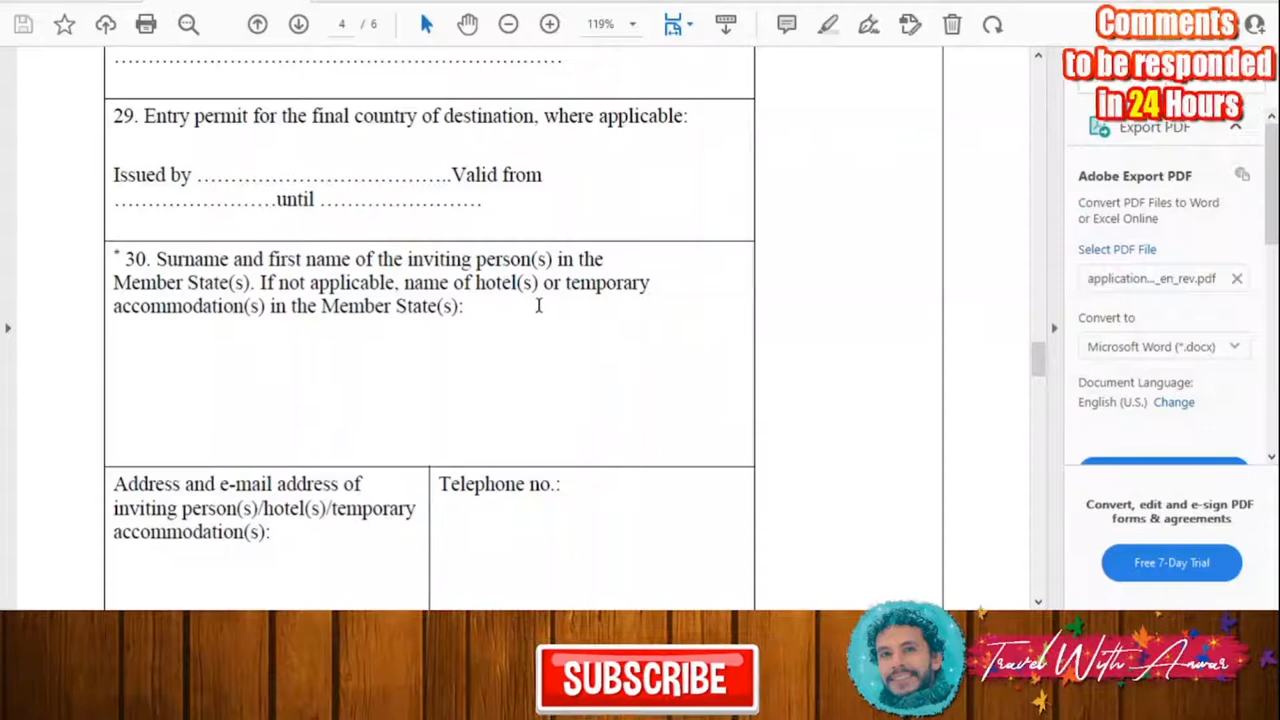 4 / 6
119%
Comments
to be responded
in 24 Hours
Export PDF
29. Entry permit for the final country of destination, where applicable:
Issued by ……………………………….. Valid from
…………………….until …………………….
* 30. Surname and first name of the inviting person(s) in the
Member State(s). If not applicable, name of hotel(s) or temporary
accommodation(s) in the Member State(s):
Address and e-mail address of
inviting person(s)/hotel(s)/temporary
accommodation(s):
Telephone no.:
Adobe Export PDF
Convert PDF Files to Word
or Excel Online
Select PDF File
application..._en_rev.pdf
Convert to
Microsoft Word (*.docx)
Document Language:
English (U.S.) Change
Convert, edit and e-sign PDF
forms & agreements
Free 7-Day Trial
SUBSCRIBE
Travel With Anwar